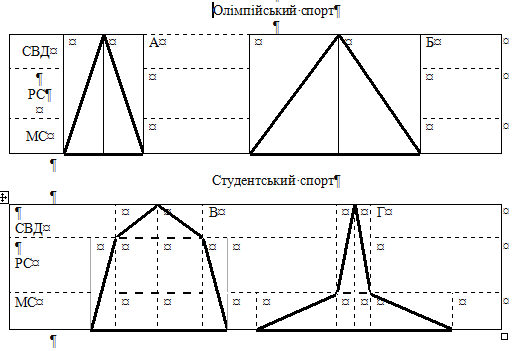 Олімпійський спорт
СВД
А
Б
РС
МС
Студентський спорт
СВД
В
Г
РС
МС